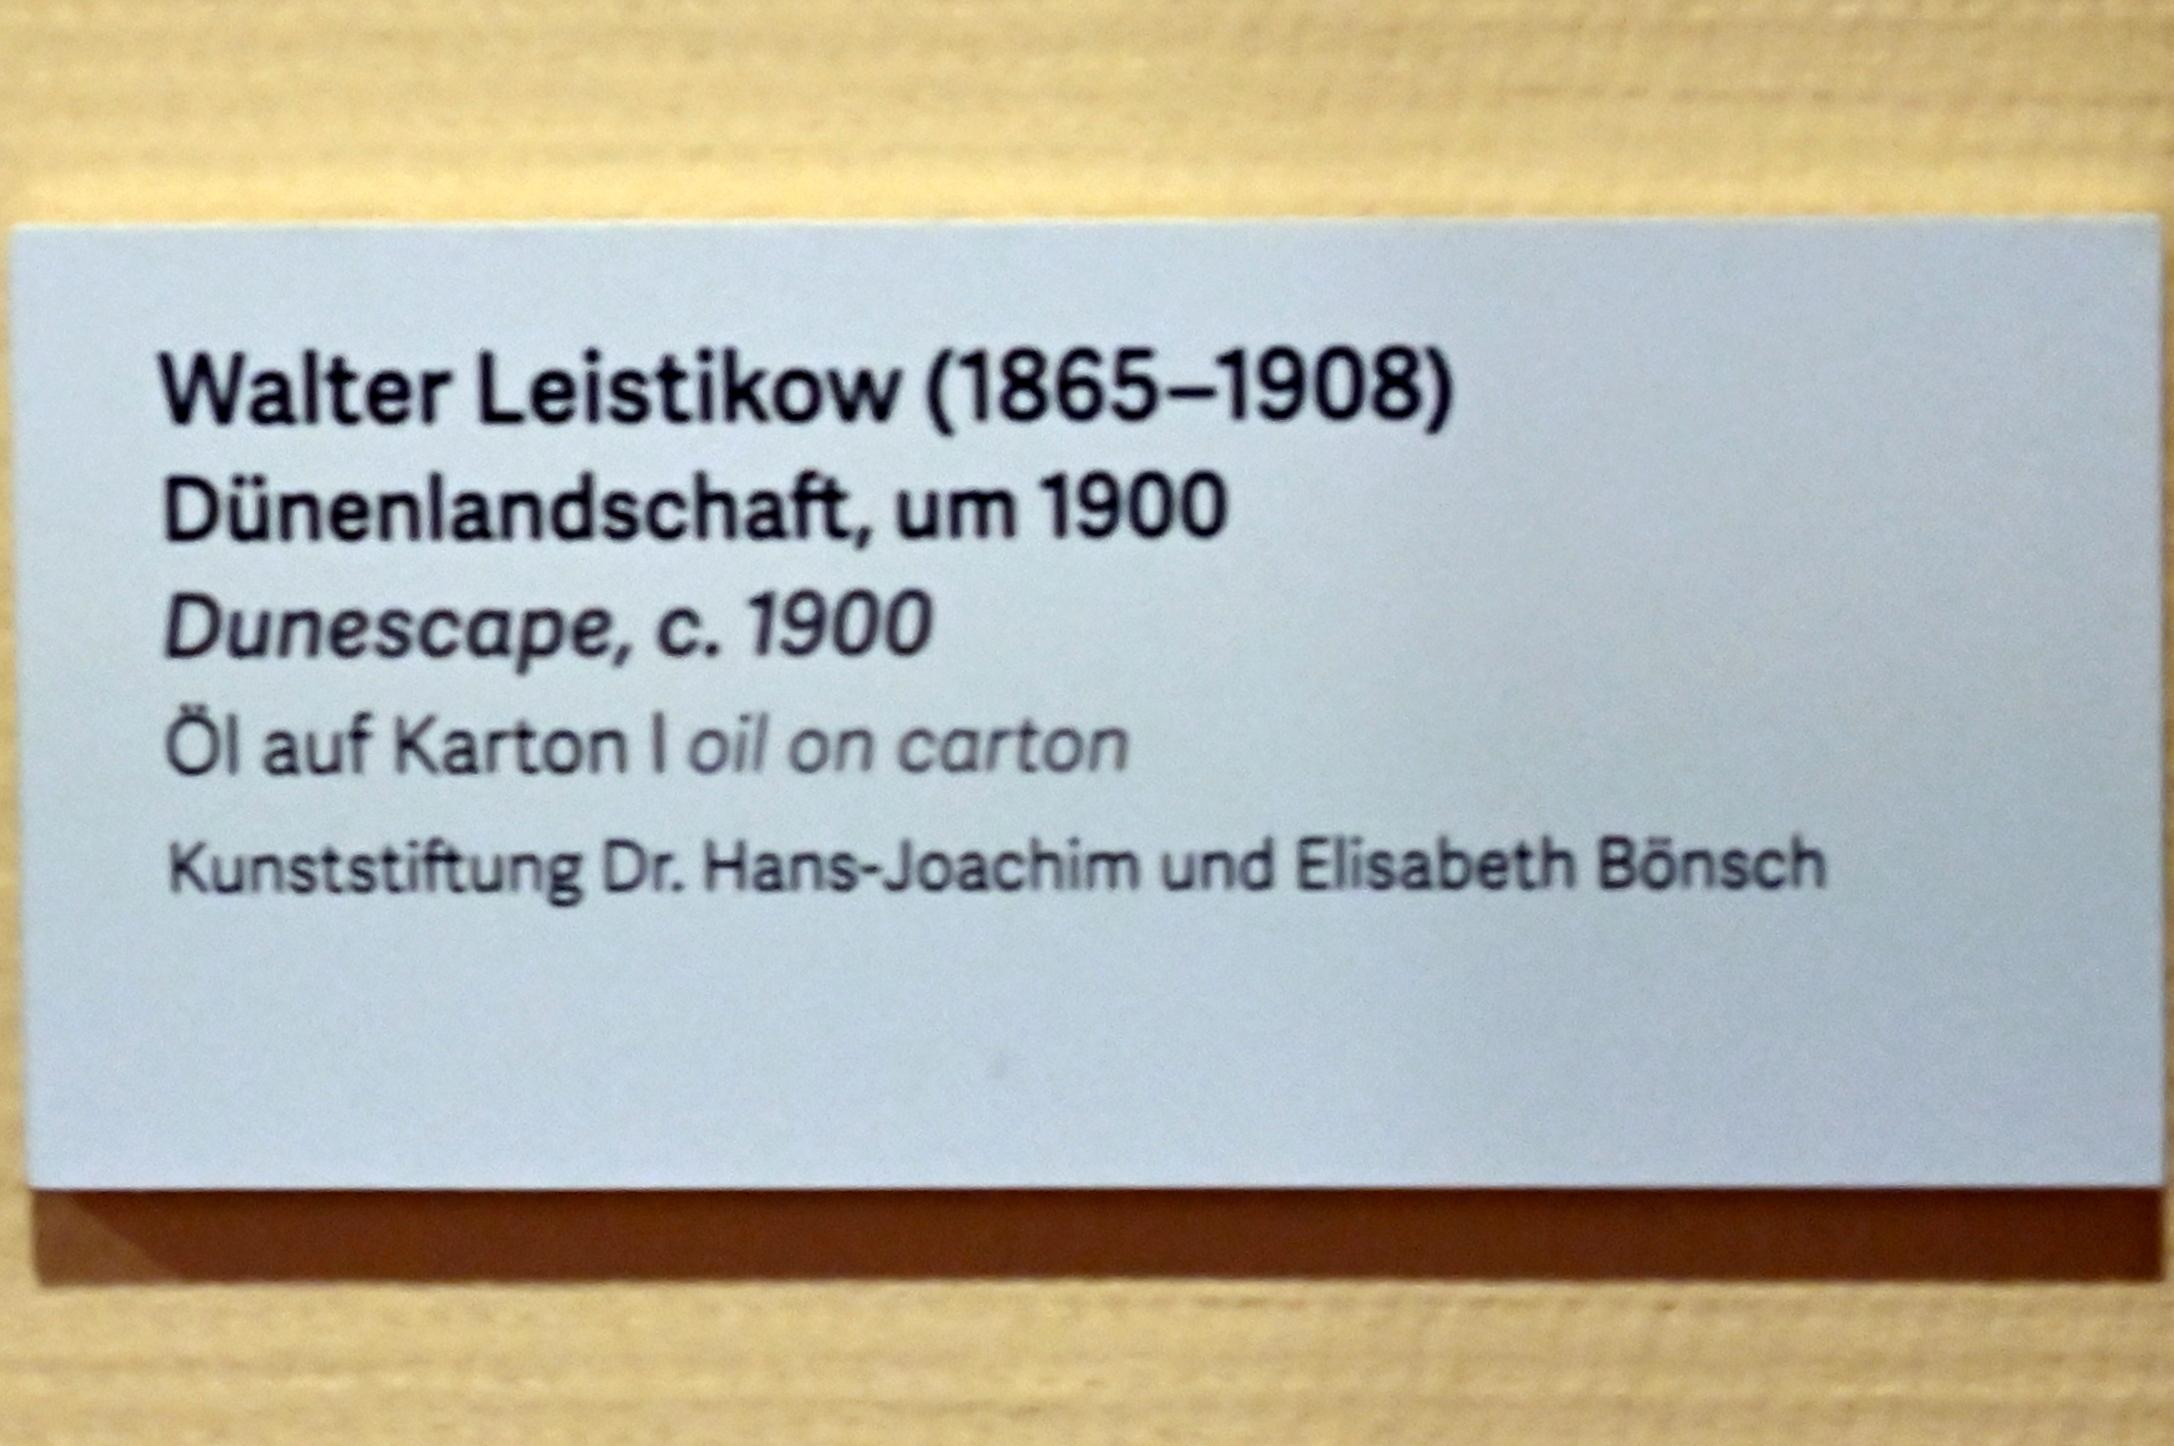 Walter Leistikow (1865–1908)
Dünenlandschaft, um 1900
Dunescape, c. 1900
Öl auf Karton | oil on carton
Kunststiftung Dr. Hans-Joachim und Elisabeth Bönsch